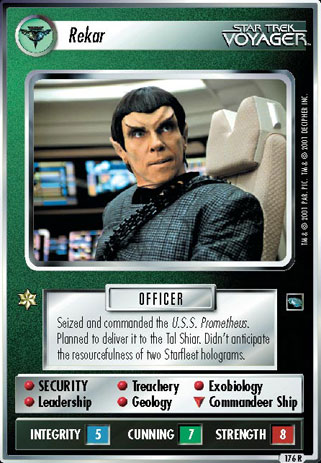 Rekar
STAR TREK
VOYAGER™
TM & © 2001 PAR. PIC. TM & © 2001 DECIPHER INC.
OFFICER
Seized and commanded the U.S.S. Prometheus.
Planned to deliver it to the Tal Shiar. Didn't anticipate
the resourcefulness of two Starfleet holograms.
SECURITY Treachery Exobiology
Leadership Geology Commandeer Ship
INTEGRITY 5 CUNNING 7 STRENGTH 8
176 R